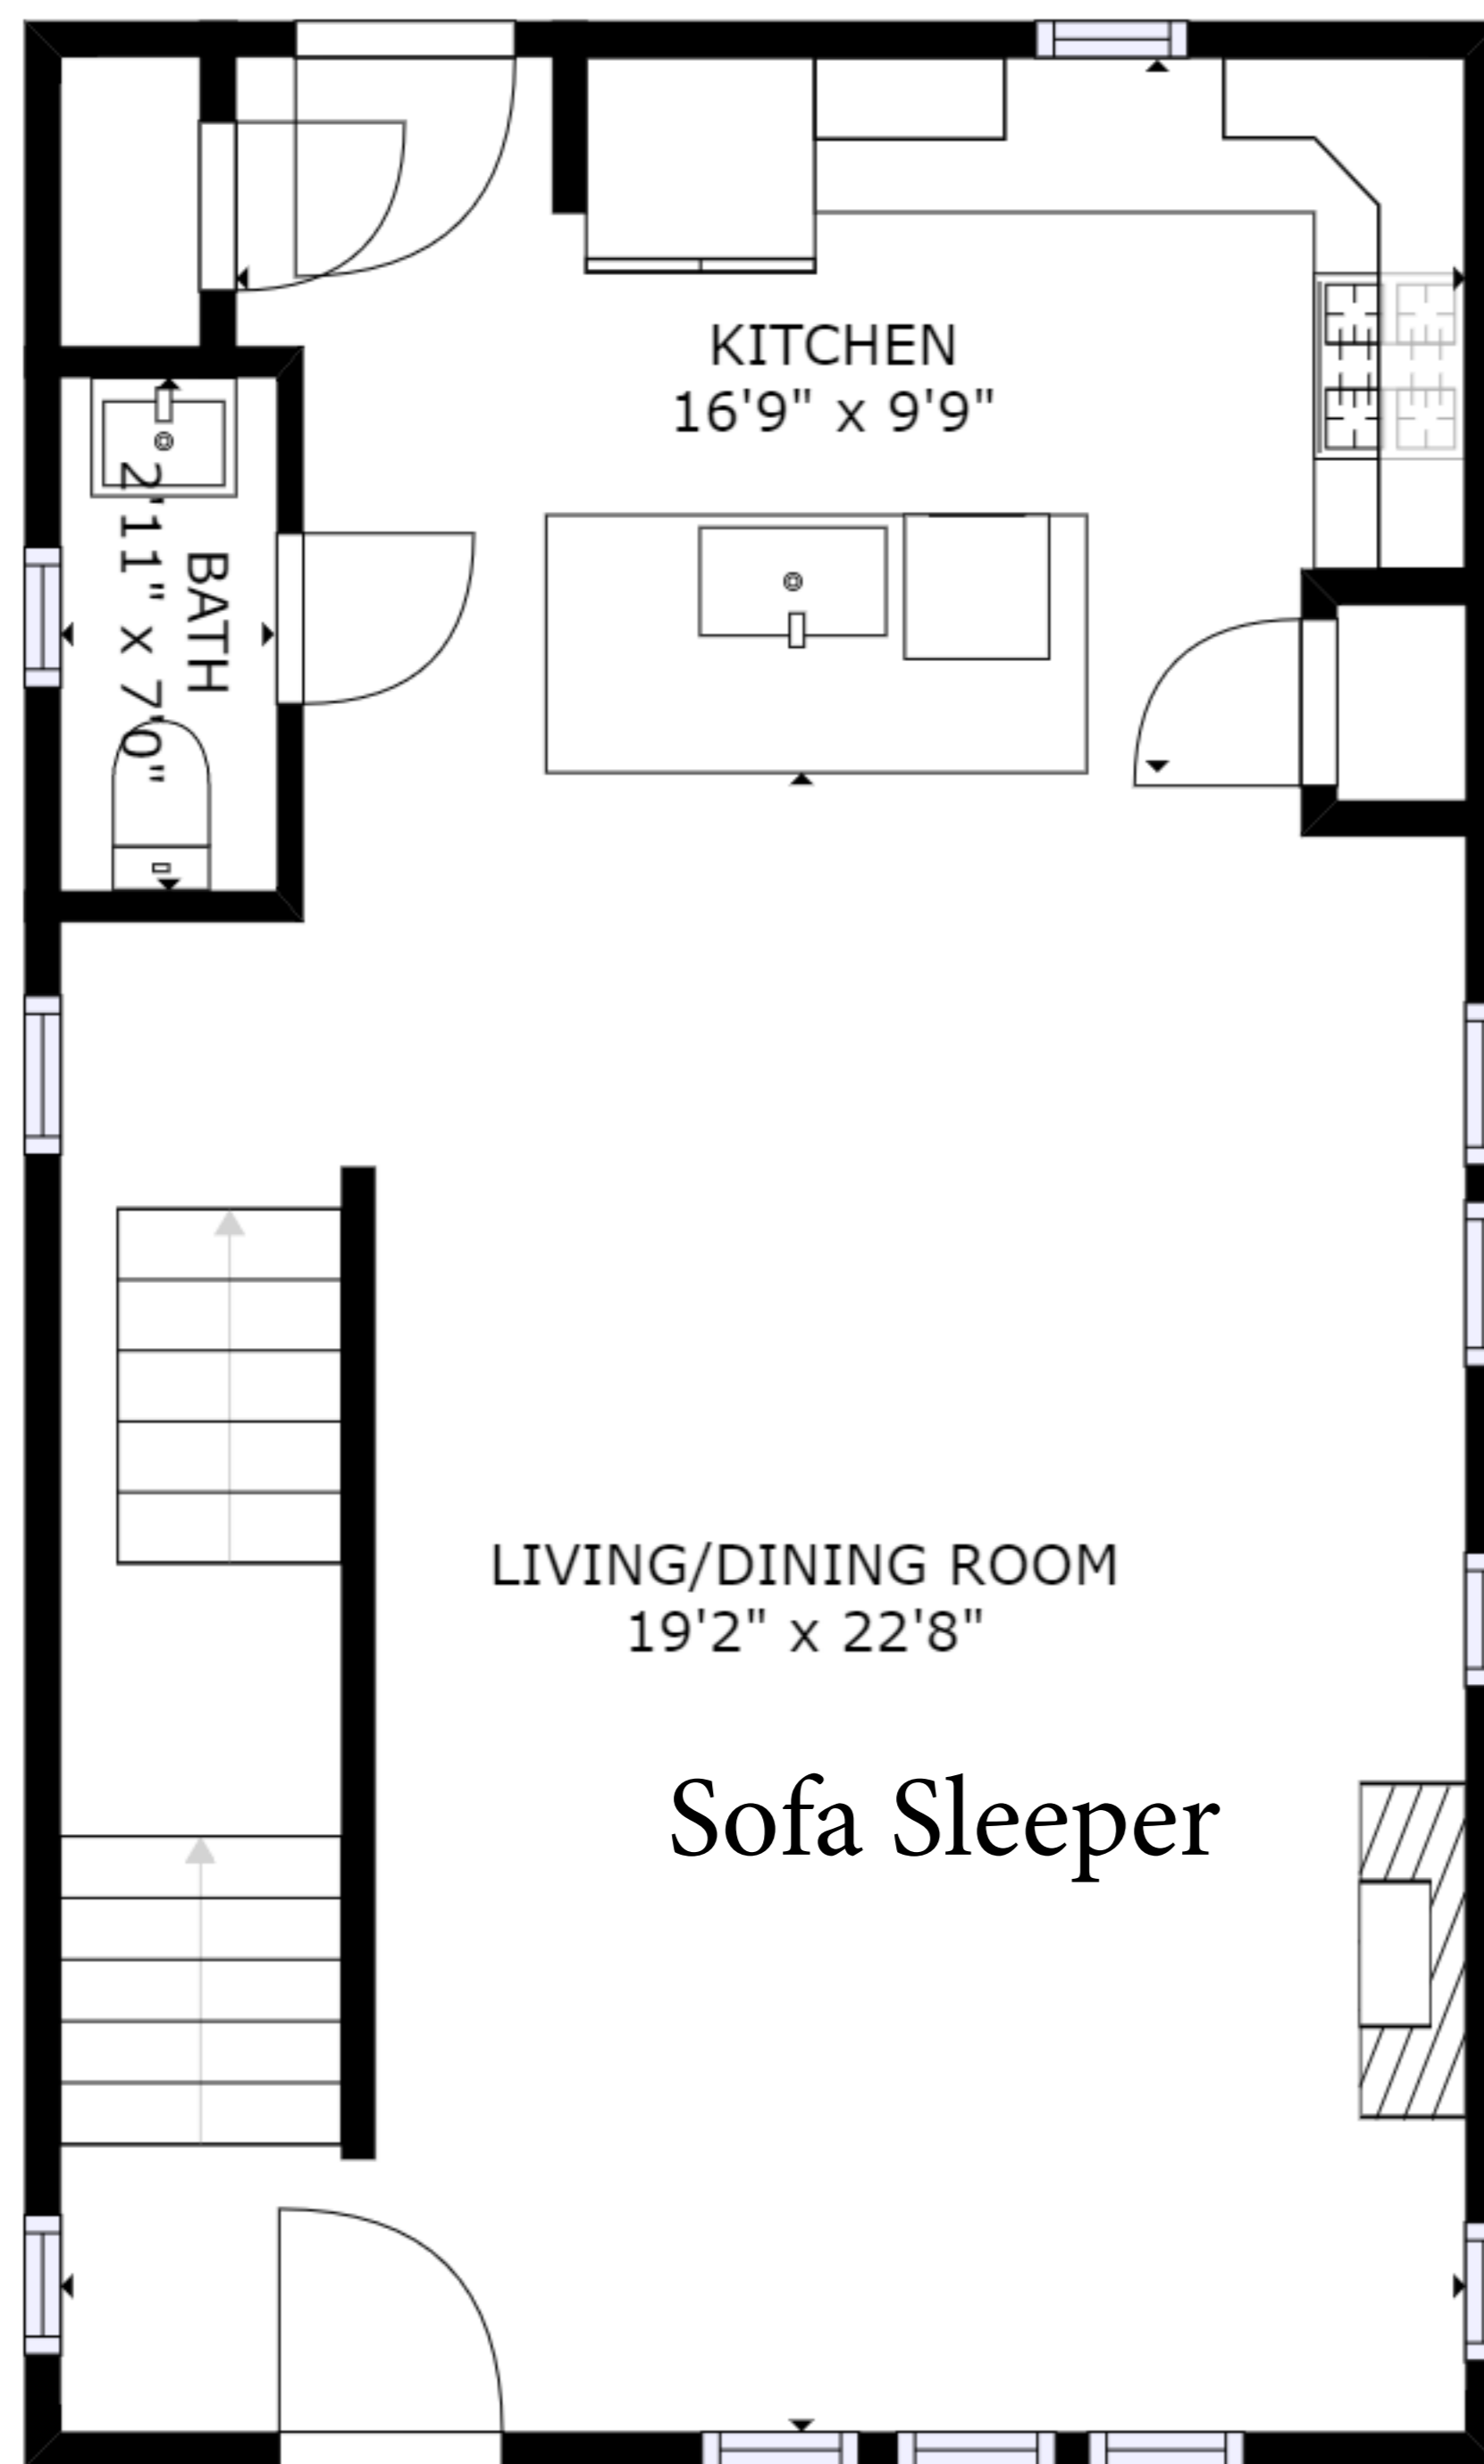 KITCHEN
16'9" x 9'9"
BATH
2'11" x 7'0"
LIVING/DINING ROOM
19'2" x 22'8"
Sofa Sleeper